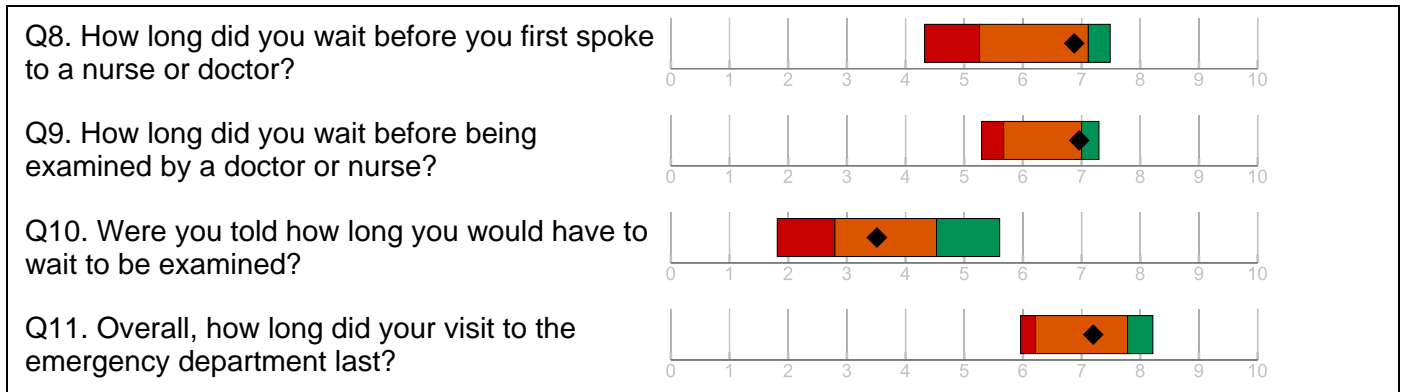 Q8. How long did you wait before you first spoke
to a nurse or doctor?
0 1 2 3 4 5 6 7 8 9 10
Q9. How long did you wait before being
examined by a doctor or nurse?
0 1 2 3 4 5 6 7 8 9 10
Q10. Were you told how long you would have to
wait to be examined?
0 1 2 3 4 5 6 7 8 9 10
Q11. Overall, how long did your visit to the
emergency department last?
0 1 2 3 4 5 6 7 8 9 10